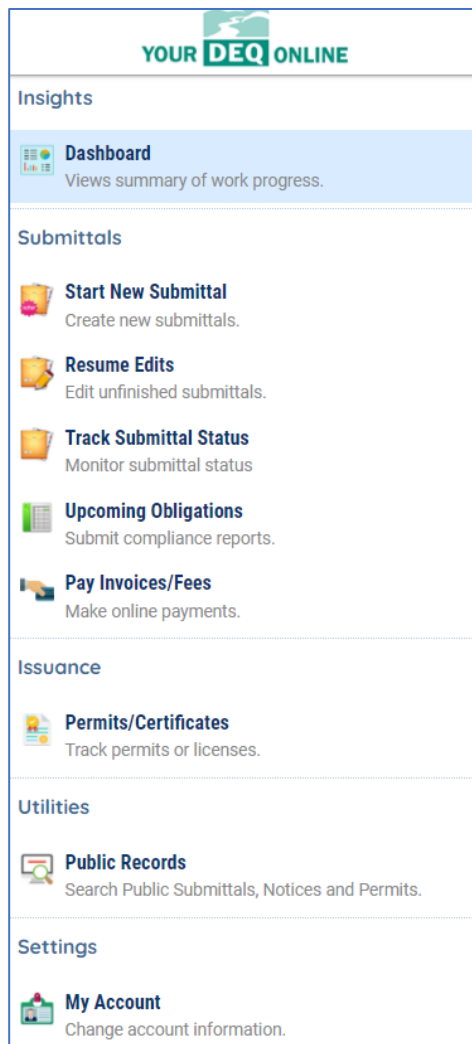 YOUR DEQ ONLINE
Insights
Dashboard
Views summary of work progress.
Submittals
Start New Submittal
Create new submittals.
Resume Edits
Edit unfinished submittals.
Track Submittal Status
Monitor submittal status
Upcoming Obligations
Submit compliance reports.
Pay Invoices/Fees
Make online payments.
Issuance
Permits/Certificates
Track permits or licenses.
Utilities
Public Records
Search Public Submittals, Notices and Permits.
Settings
My Account
Change account information.